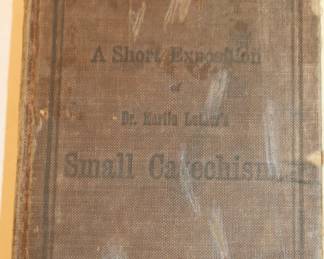 A Short Exposition
of
Dr. Martin Luther's
Small Catechism.